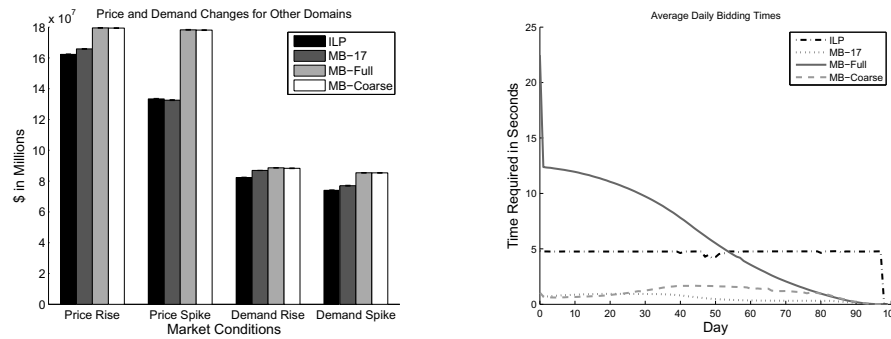 Price and Demand Changes for Other Domains
x 10⁷
18
16
14
12
10
8
6
4
2
0
$ in Millions
ILP
MB−17
MB−Full
MB−Coarse
Price Rise
Price Spike
Demand Rise
Demand Spike
Market Conditions
Average Daily Bidding Times
25
20
15
10
5
0
Time Required in Seconds
ILP
MB−17
MB−Full
MB−Coarse
0
10
20
30
40
50
60
70
80
90
100
Day